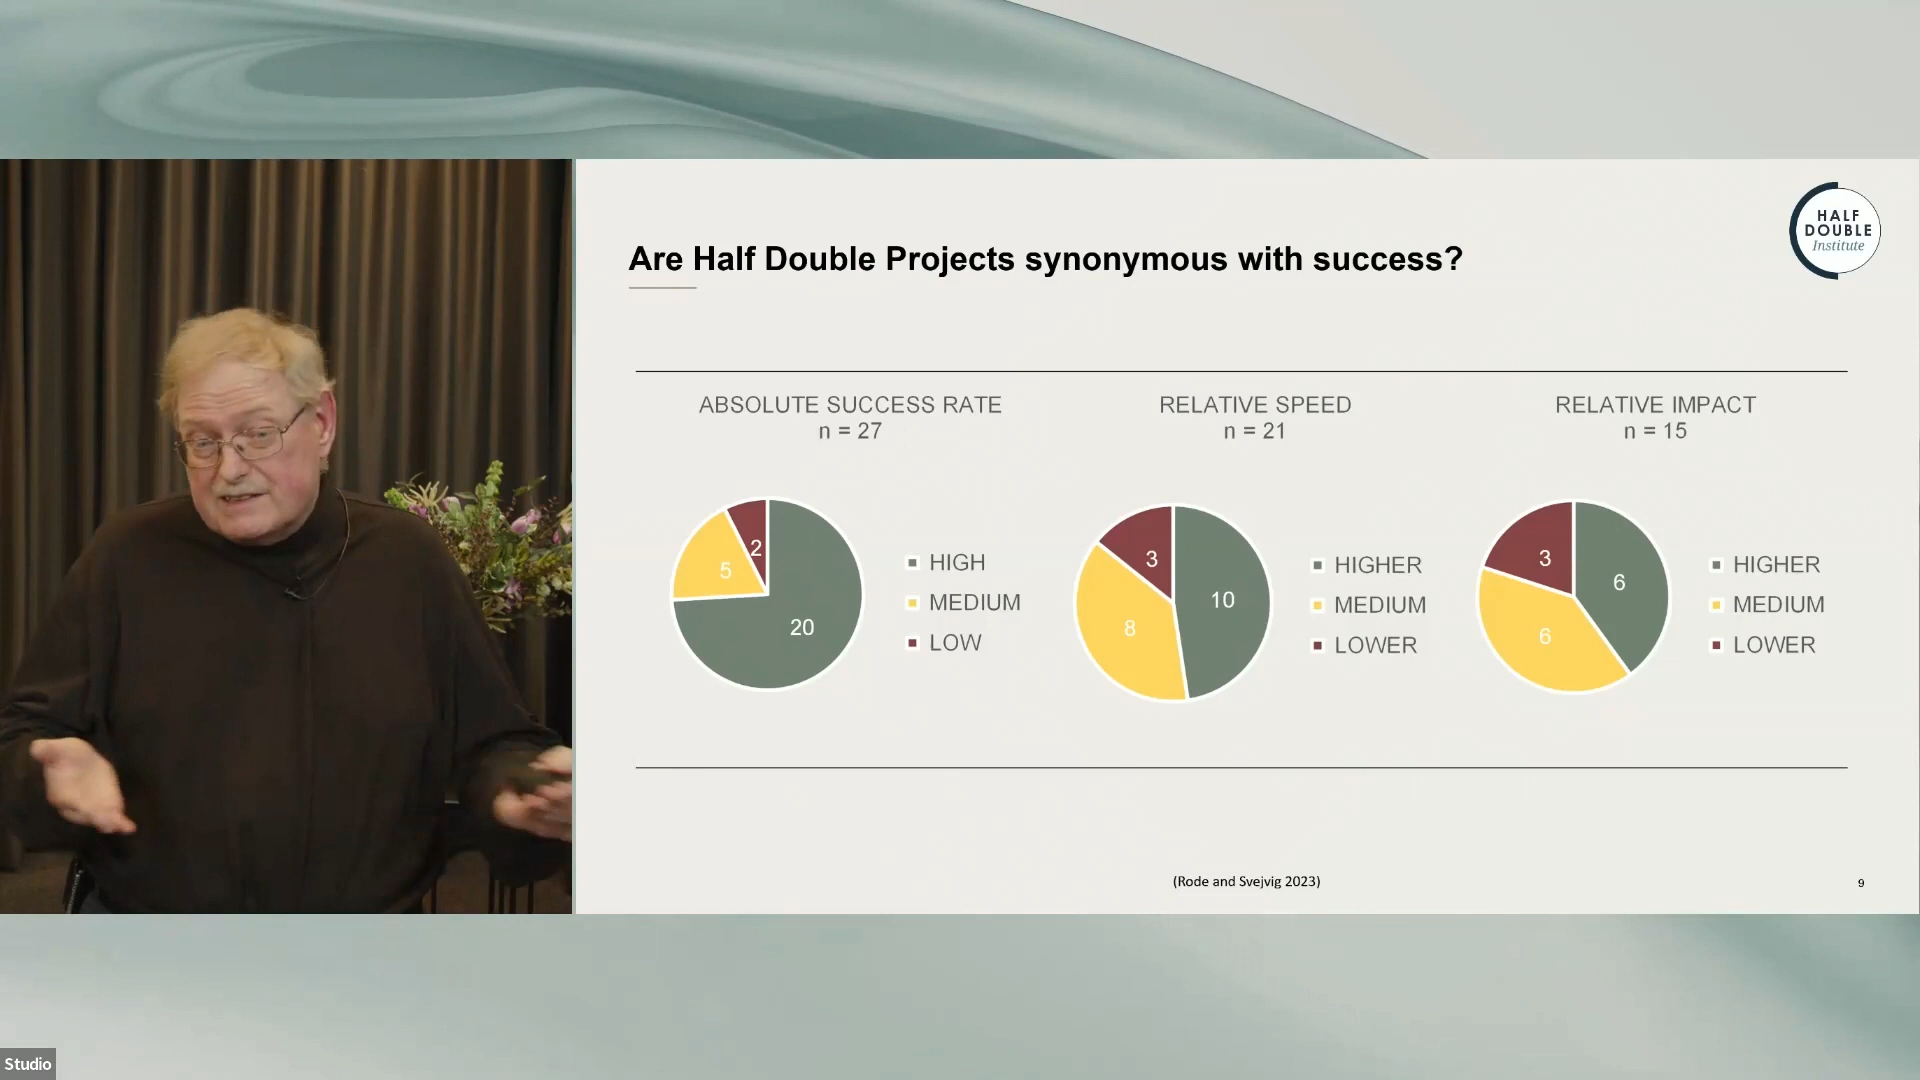 HALF
DOUBLE
Institute
Are Half Double Projects synonymous with success?
ABSOLUTE SUCCESS RATE
n = 27
2
5
20
HIGH
MEDIUM
LOW
RELATIVE SPEED
n = 21
3
10
8
HIGHER
MEDIUM
LOWER
RELATIVE IMPACT
n = 15
3
6
6
HIGHER
MEDIUM
LOWER
(Rode and Svejvig 2023)
9
Studio